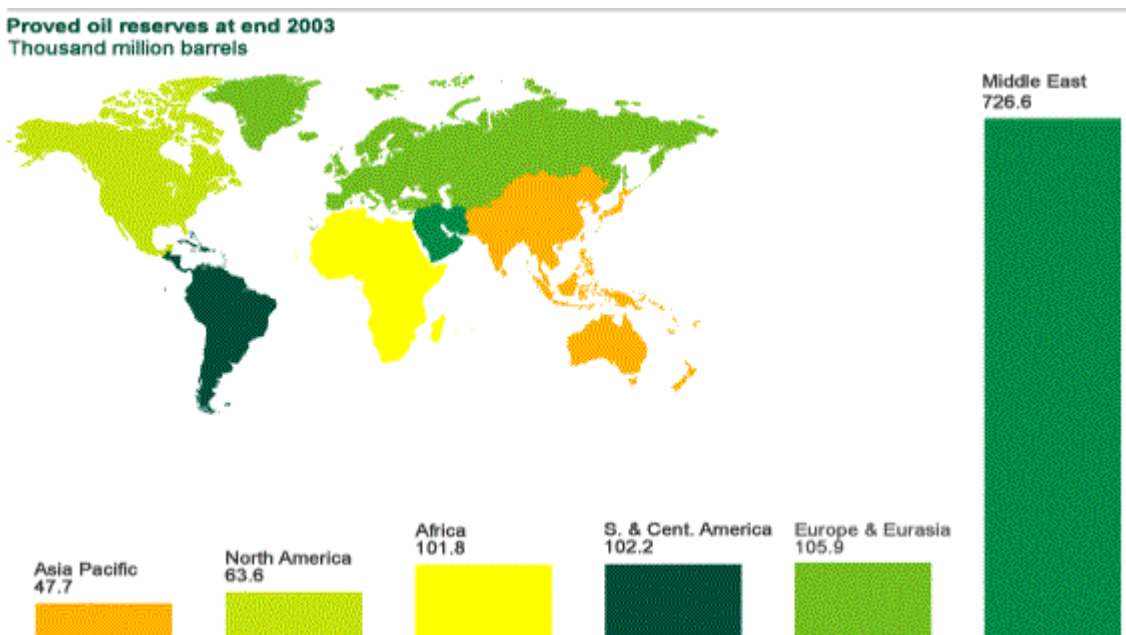 Proved oil reserves at end 2003
Thousand million barrels
Middle East
726.6
Asia Pacific
47.7
North America
63.6
Africa
101.8
S. & Cent. America
102.2
Europe & Eurasia
105.9